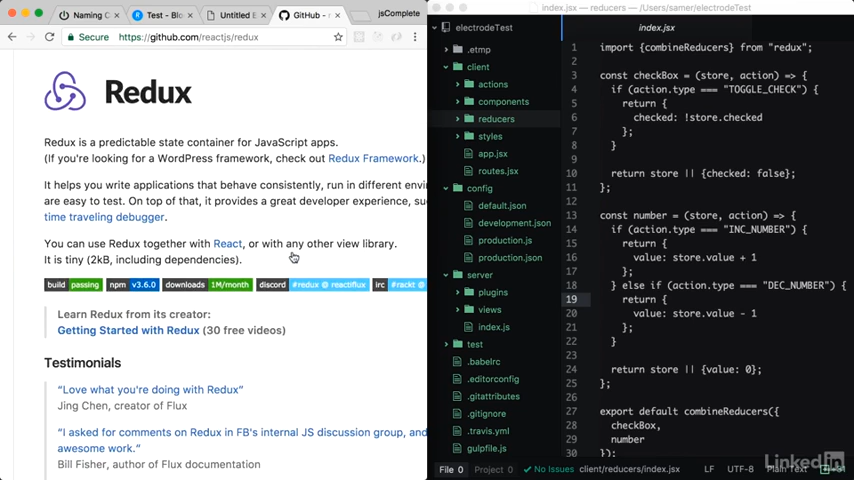 Naming C
Test - Blo
Untitled E
GitHub - r
jsComplete
Secure
https://github.com/reactjs/redux
Redux
Redux is a predictable state container for JavaScript apps.
(If you're looking for a WordPress framework, check out Redux Framework.)
It helps you write applications that behave consistently, run in different
are easy to test. On top of that, it provides a great developer experience,
time traveling debugger.
You can use Redux together with React, or with any other view library.
It is tiny (2kB, including dependencies).
build passing npm v3.6.0 downloads 1M/month discord #redux @ reactiflux irc #rackt @
Learn Redux from its creator:
Getting Started with Redux (30 free videos)
Testimonials
“Love what you're doing with Redux”
Jing Chen, creator of Flux
“I asked for comments on Redux in FB's internal JS discussion group, and
awesome work.”
Bill Fisher, author of Flux documentation
index.jsx — reducers — /Users/samer/electrodeTest
electrodeTest
.etmp
client
actions
components
reducers
styles
app.jsx
routes.jsx
config
default.json
development.json
production.js
production.json
server
plugins
views
index.js
test
.babelrc
.editorconfig
.gitattributes
.gitignore
.travis.yml
gulpfile.js
index.jsx
1 import {combineReducers} from "redux";
2
3 const checkBox = (store, action) => {
4 if (action.type === "TOGGLE_CHECK") {
5 return {
6 checked: !store.checked
7 };
8 }
9
10 return store || {checked: false};
11 };
12
13 const number = (store, action) => {
14 if (action.type === "INC_NUMBER") {
15 return {
16 value: store.value + 1
17 };
18 } else if (action.type === "DEC_NUMBER") {
19 return {
20 value: store.value - 1
21 };
22 }
23
24 return store || {value: 0};
25 };
26
27 export default combineReducers({
28 checkBox,
29 number
30 });
File 0 Project 0 No Issues client/reducers/index.jsx LF UTF-8 Plain Text
LinkedIn